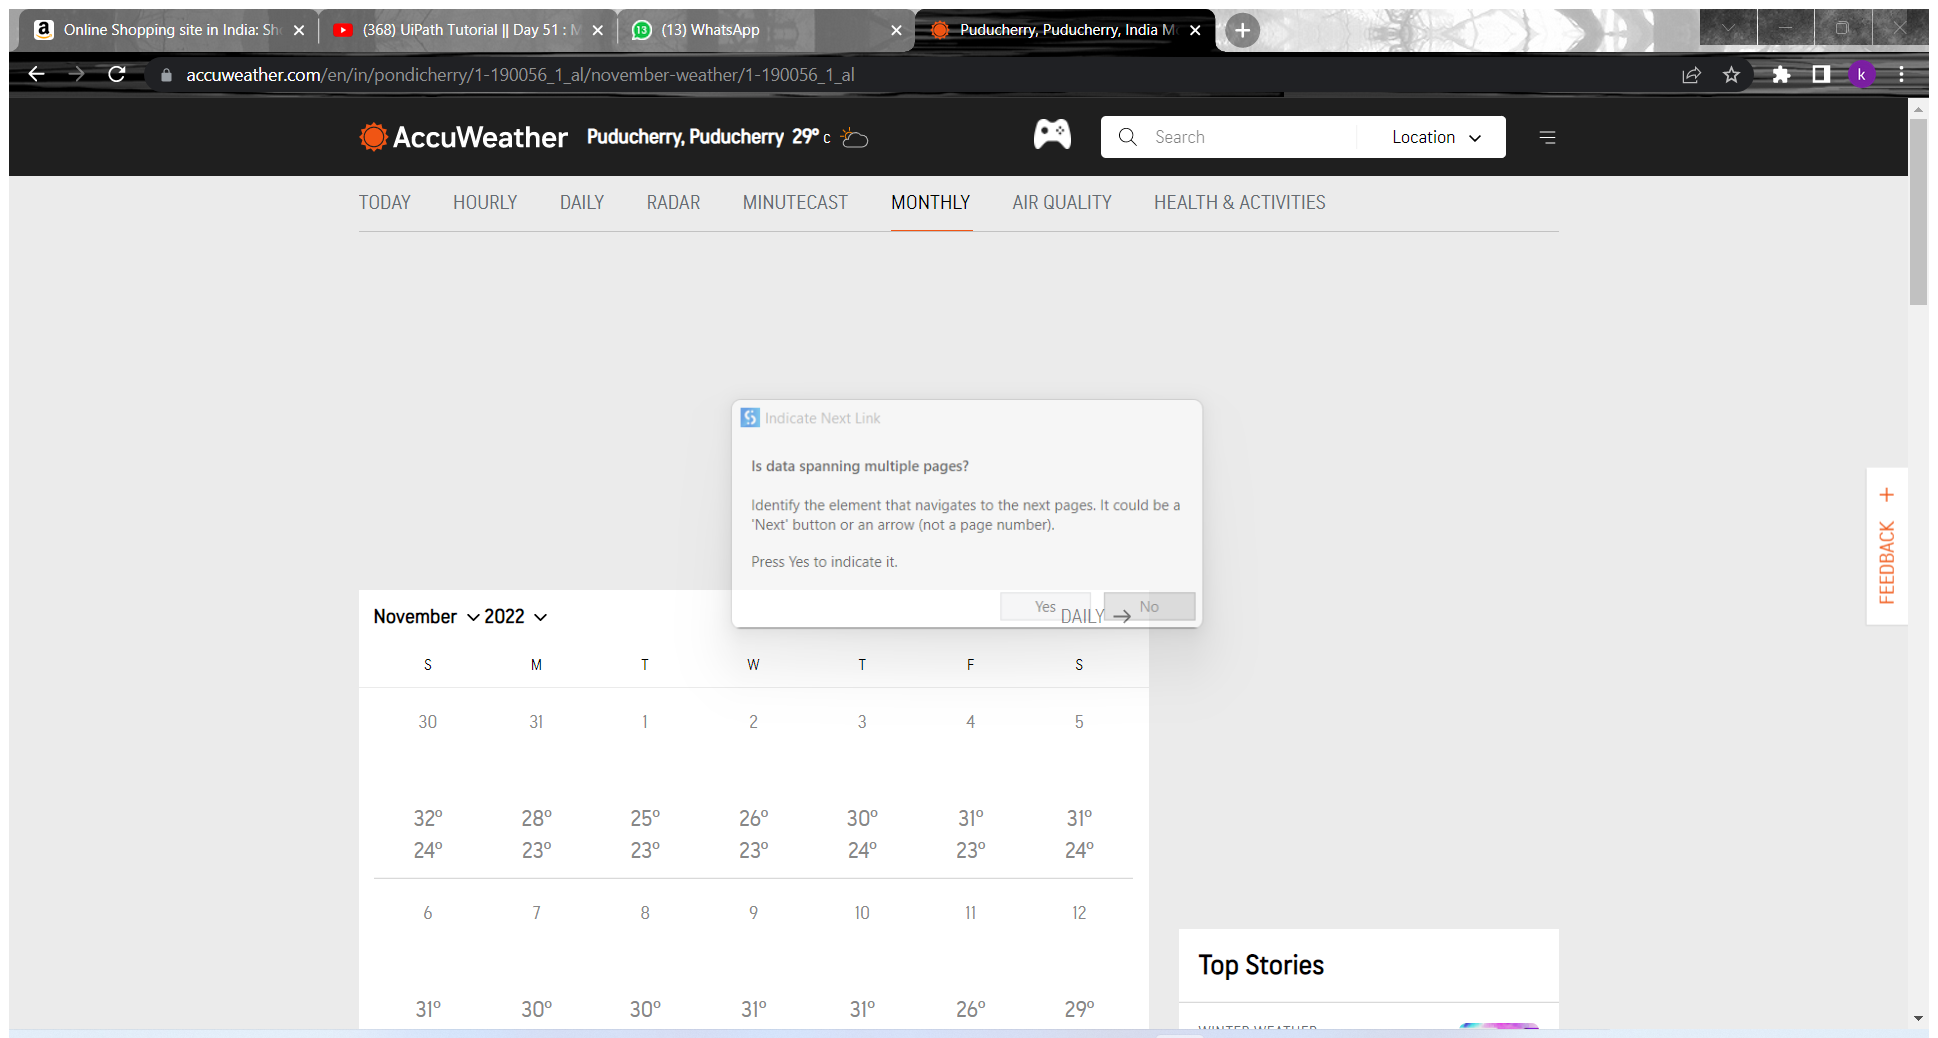 Online Shopping site in India: Sh
(368) UiPath Tutorial || Day 51 : M
(13) WhatsApp
Puducherry, Puducherry, India Mo
accuweather.com/en/in/pondicherry/1-190056_1_al/november-weather/1-190056_1_al
k
AccuWeather
Puducherry, Puducherry 29° C
Search
Location
TODAY HOURLY DAILY RADAR MINUTECAST MONTHLY AIR QUALITY HEALTH & ACTIVITIES
Indicate Next Link
Is data spanning multiple pages?
Identify the element that navigates to the next pages. It could be a
'Next' button or an arrow (not a page number).
Press Yes to indicate it.
Yes No
FEEDBACK +
November 2022
DAILY
S M T W T F S
30 31 1 2 3 4 5
32° 28° 25° 26° 30° 31° 31°
24° 23° 23° 23° 24° 23° 24°
6 7 8 9 10 11 12
31° 30° 30° 31° 31° 26° 29°
Top Stories
WINTER WEATHER